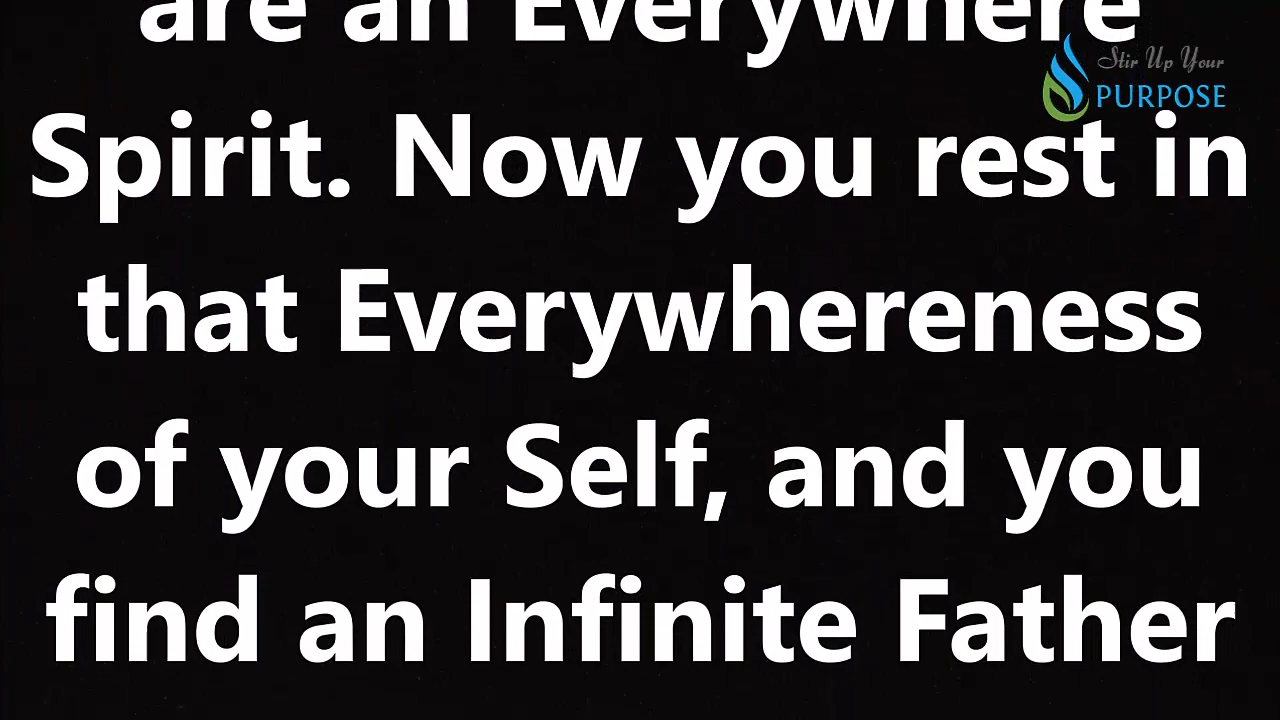 are an Everywhere
Stir Up Your
PURPOSE
Spirit. Now you rest in
that Everywhereness
of your Self, and you
find an Infinite Father